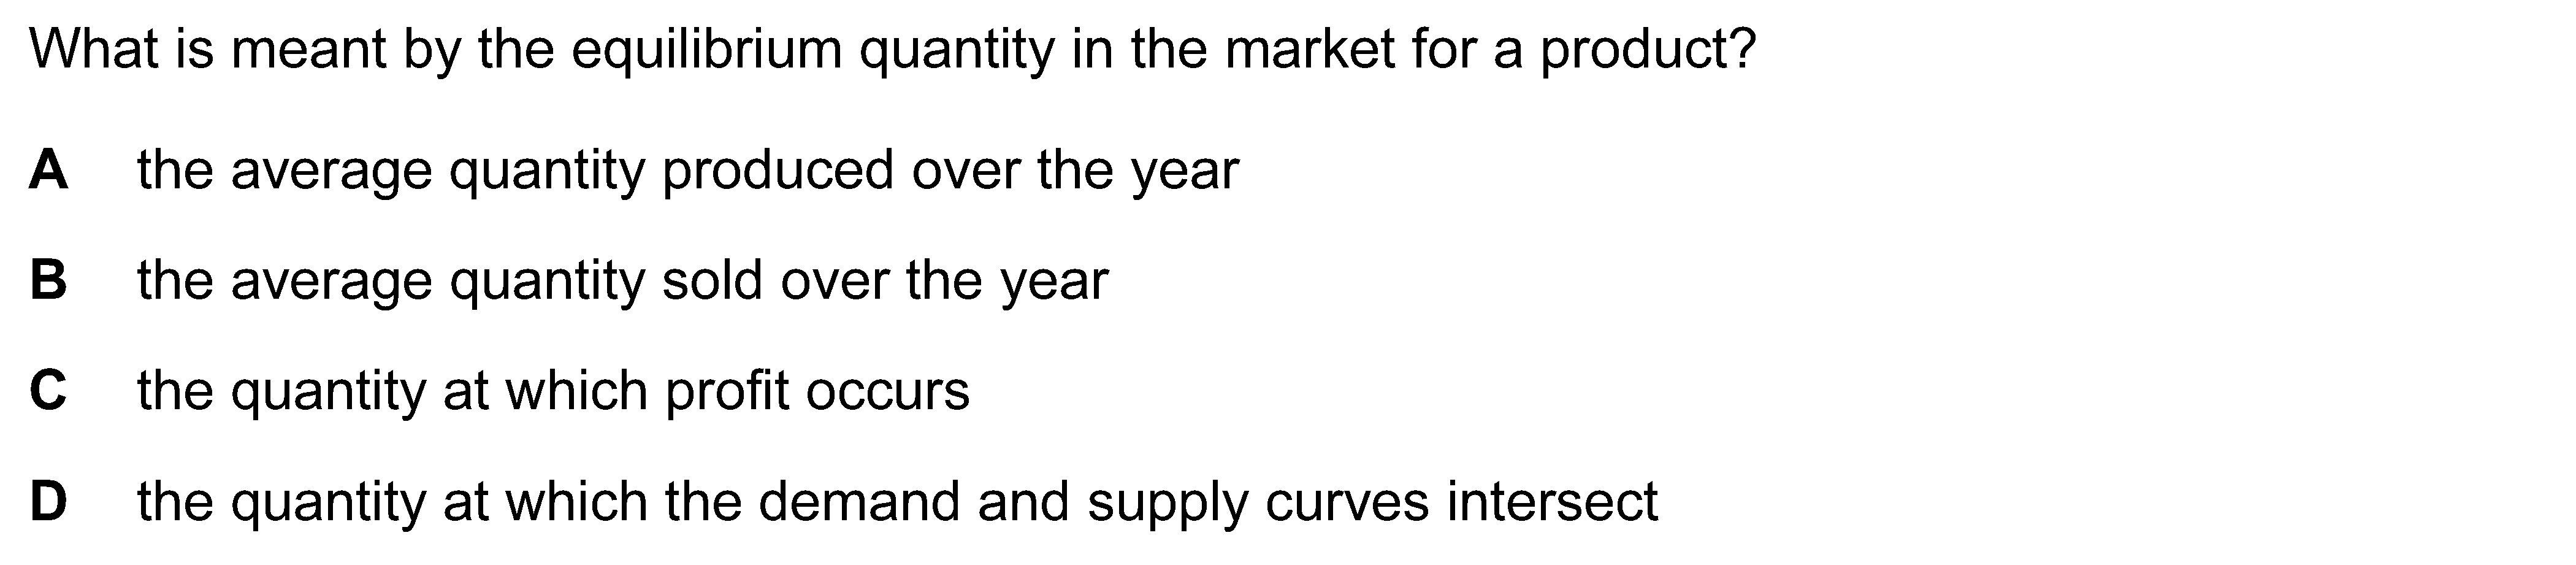 What is meant by the equilibrium quantity in the market for a product?
A the average quantity produced over the year
B the average quantity sold over the year
C the quantity at which profit occurs
D the quantity at which the demand and supply curves intersect